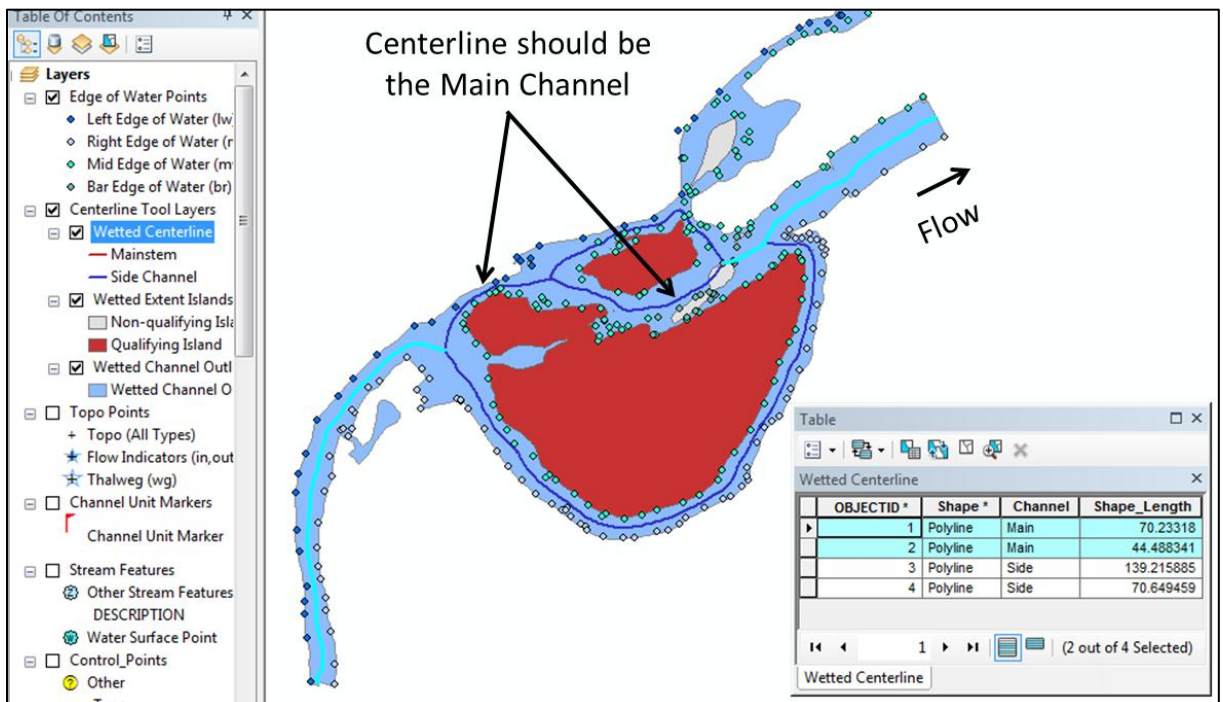 Table Of Contents
Layers
Edge of Water Points
Left Edge of Water (lw
Right Edge of Water (r
Mid Edge of Water (m
Bar Edge of Water (br)
Centerline Tool Layers
Wetted Centerline
Mainstem
Side Channel
Wetted Extent Islands
Non-qualifying Isla
Qualifying Island
Wetted Channel Outl
Wetted Channel O
Topo Points
Topo (All Types)
Flow Indicators (in,out
Thalweg (wg)
Channel Unit Markers
Channel Unit Marker
Stream Features
Other Stream Features
DESCRIPTION
Water Surface Point
Control_Points
Other
Centerline should be
the Main Channel
Flow
Table
Wetted Centerline
OBJECTID * Shape * Channel Shape_Length
1 Polyline Main 70.23318
2 Polyline Main 44.488341
3 Polyline Side 139.215885
4 Polyline Side 70.649459
1 (2 out of 4 Selected)
Wetted Centerline